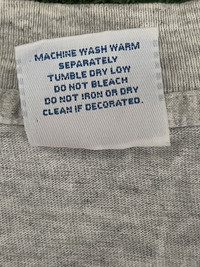 MACHINE WASH WARM
SEPARATELY
TUMBLE DRY LOW
DO NOT BLEACH
DO NOT IRON OR DRY
CLEAN IF DECORATED.